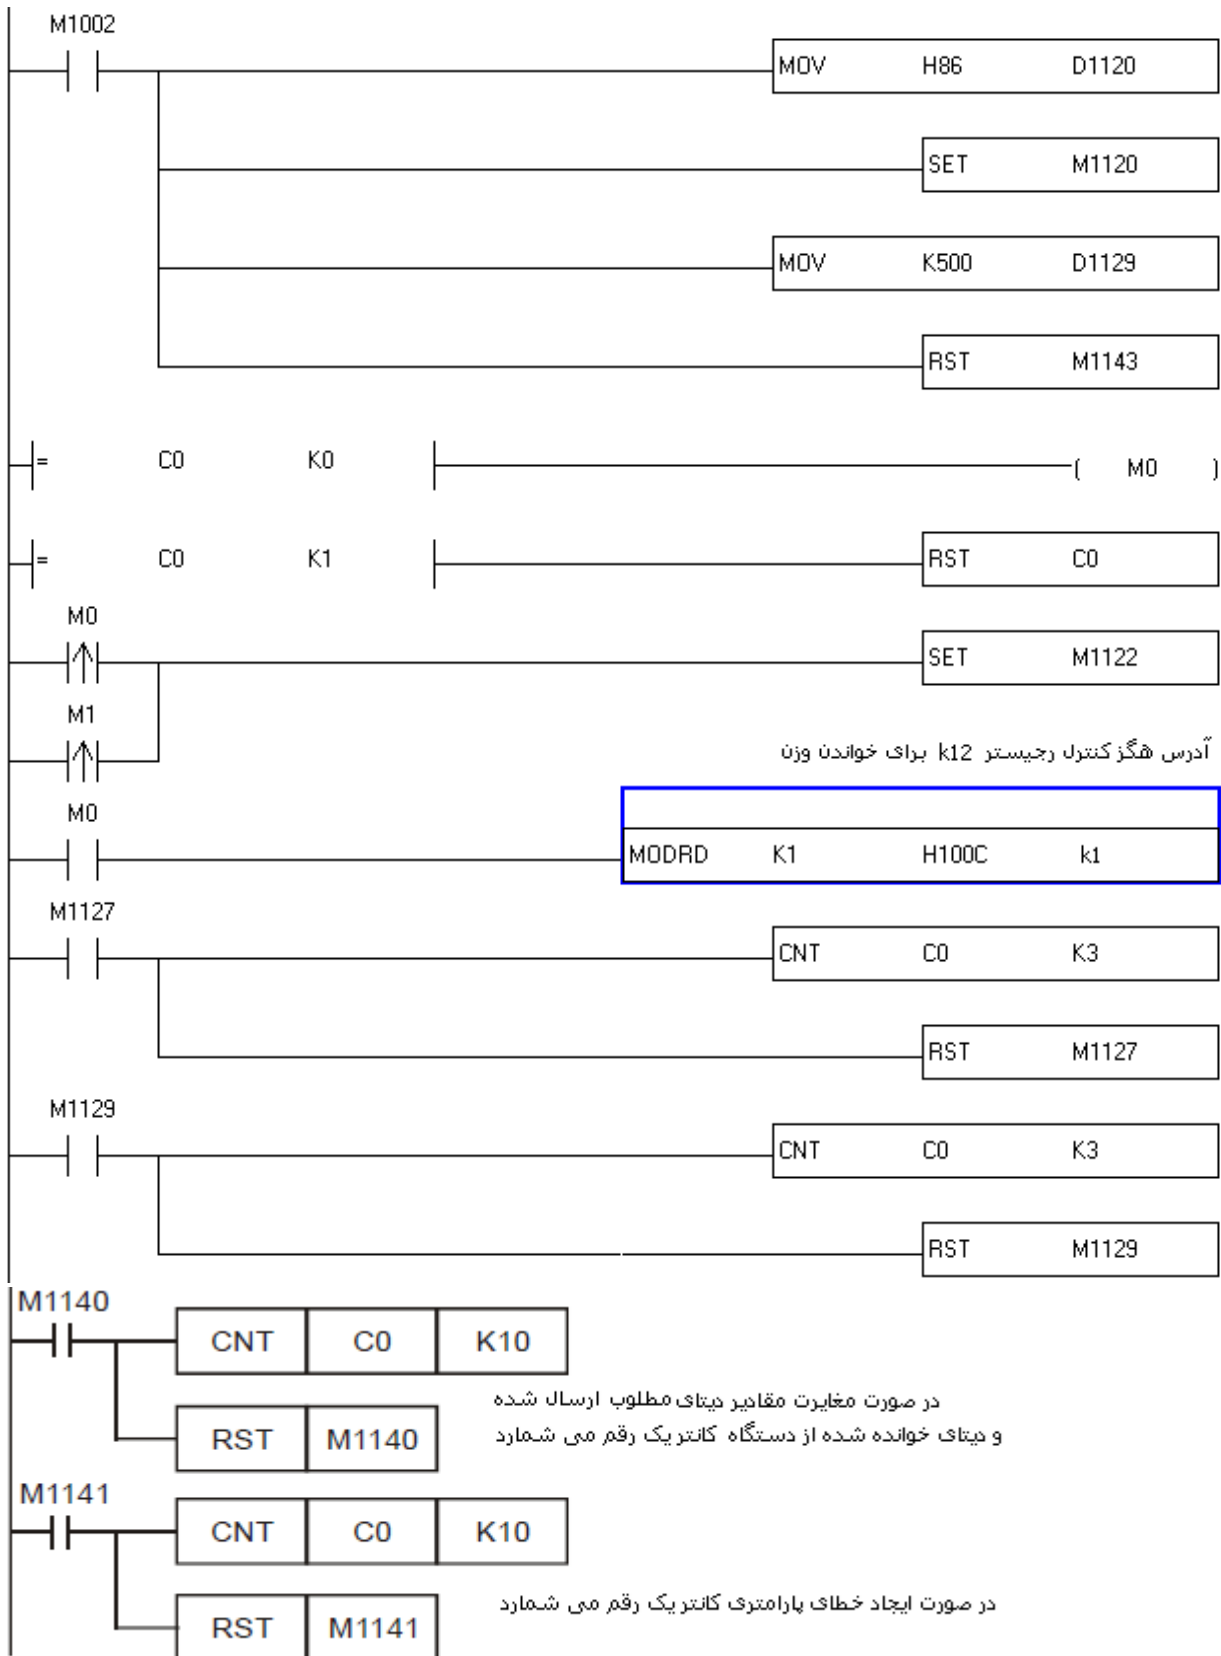 M1002
MOV H86 D1120
SET M1120
MOV K500 D1129
RST M1143
= C0 K0 ( M0 )
= C0 K1 RST C0
M0
SET M1122
M1
آدرس هگز کنترل رجیستر k12 برای خواندن وزن
M0
MODRD K1 H100C k1
M1127
CNT C0 K3
RST M1127
M1129
CNT C0 K3
RST M1129
M1140
CNT C0 K10
در صورت مغایرت مقادیر دیتای مطلوب ارسال شده
RST M1140
و دیتای خوانده شده از دستگاه کانتر یک رقم می شمارد
M1141
CNT C0 K10
در صورت ایجاد خطای پارامتری کانتر یک رقم می شمارد
RST M1141